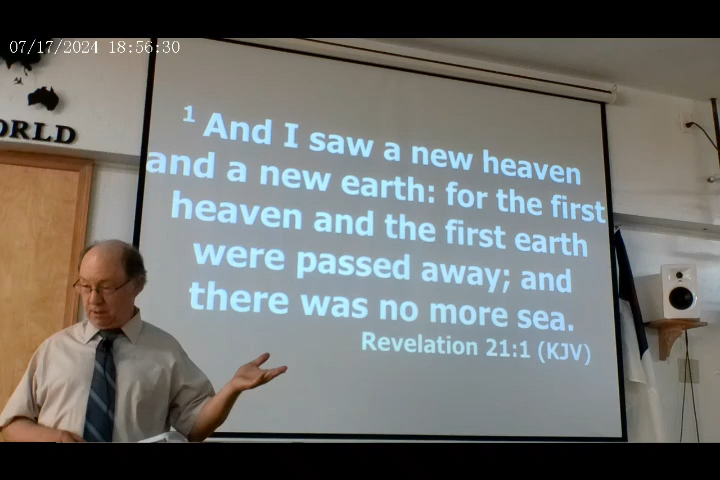 07/17/2024 18:56:30
ORLD
1 And I saw a new heaven
and a new earth: for the first
heaven and the first earth
were passed away; and
there was no more sea.
Revelation 21:1 (KJV)